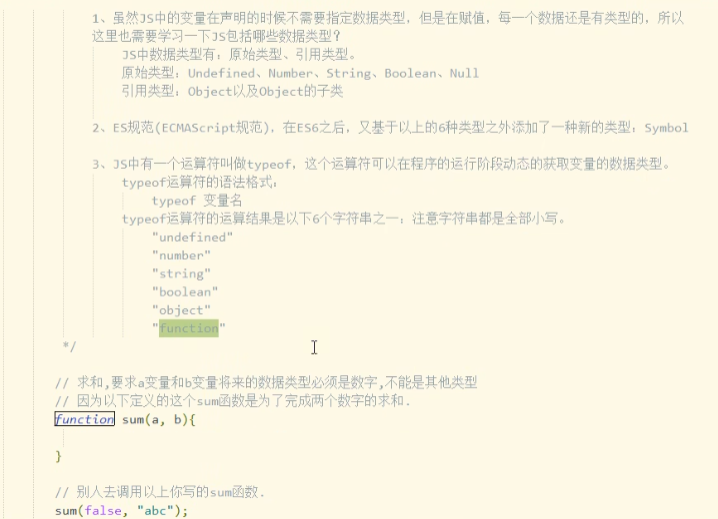 1、虽然JS中的变量在声明的时候不需要指定数据类型，但是在赋值，每一个数据还是有类型的，所以
这里也需要学习一下JS包括哪些数据类型？
JS中数据类型有：原始类型、引用类型。
原始类型：Undefined、Number、String、Boolean、Null
引用类型：Object以及Object的子类
2、ES规范(ECMAScript规范)，在ES6之后，又基于以上的6种类型之外添加了一种新的类型：Symbol
3、JS中有一个运算符叫做typeof，这个运算符可以在程序的运行阶段动态的获取变量的数据类型。
typeof运算符的语法格式：
typeof 变量名
typeof运算符的运算结果是以下6个字符串之一：注意字符串都是全部小写。
"undefined"
"number"
"string"
"boolean"
"object"
"function"
*/
// 求和,要求a变量和b变量将来的数据类型必须是数字,不能是其他类型
// 因为以下定义的这个sum函数是为了完成两个数字的求和.
function sum(a, b){
}
// 别人去调用以上你写的sum函数.
sum(false, "abc");